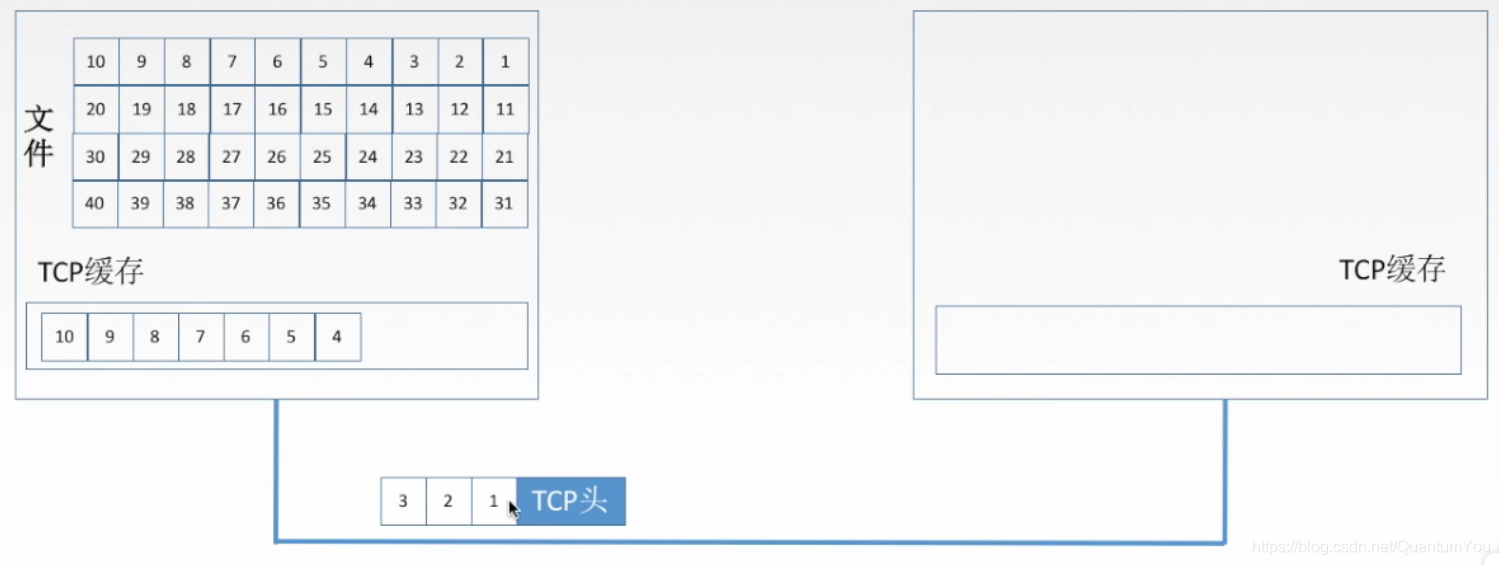 10 9 8 7 6 5 4 3 2 1
20 19 18 17 16 15 14 13 12 11
文件
30 29 28 27 26 25 24 23 22 21
40 39 38 37 36 35 34 33 32 31
TCP缓存
TCP缓存
10 9 8 7 6 5 4
3 2 1 TCP头
https://blog.csdn.net/QuantumYou